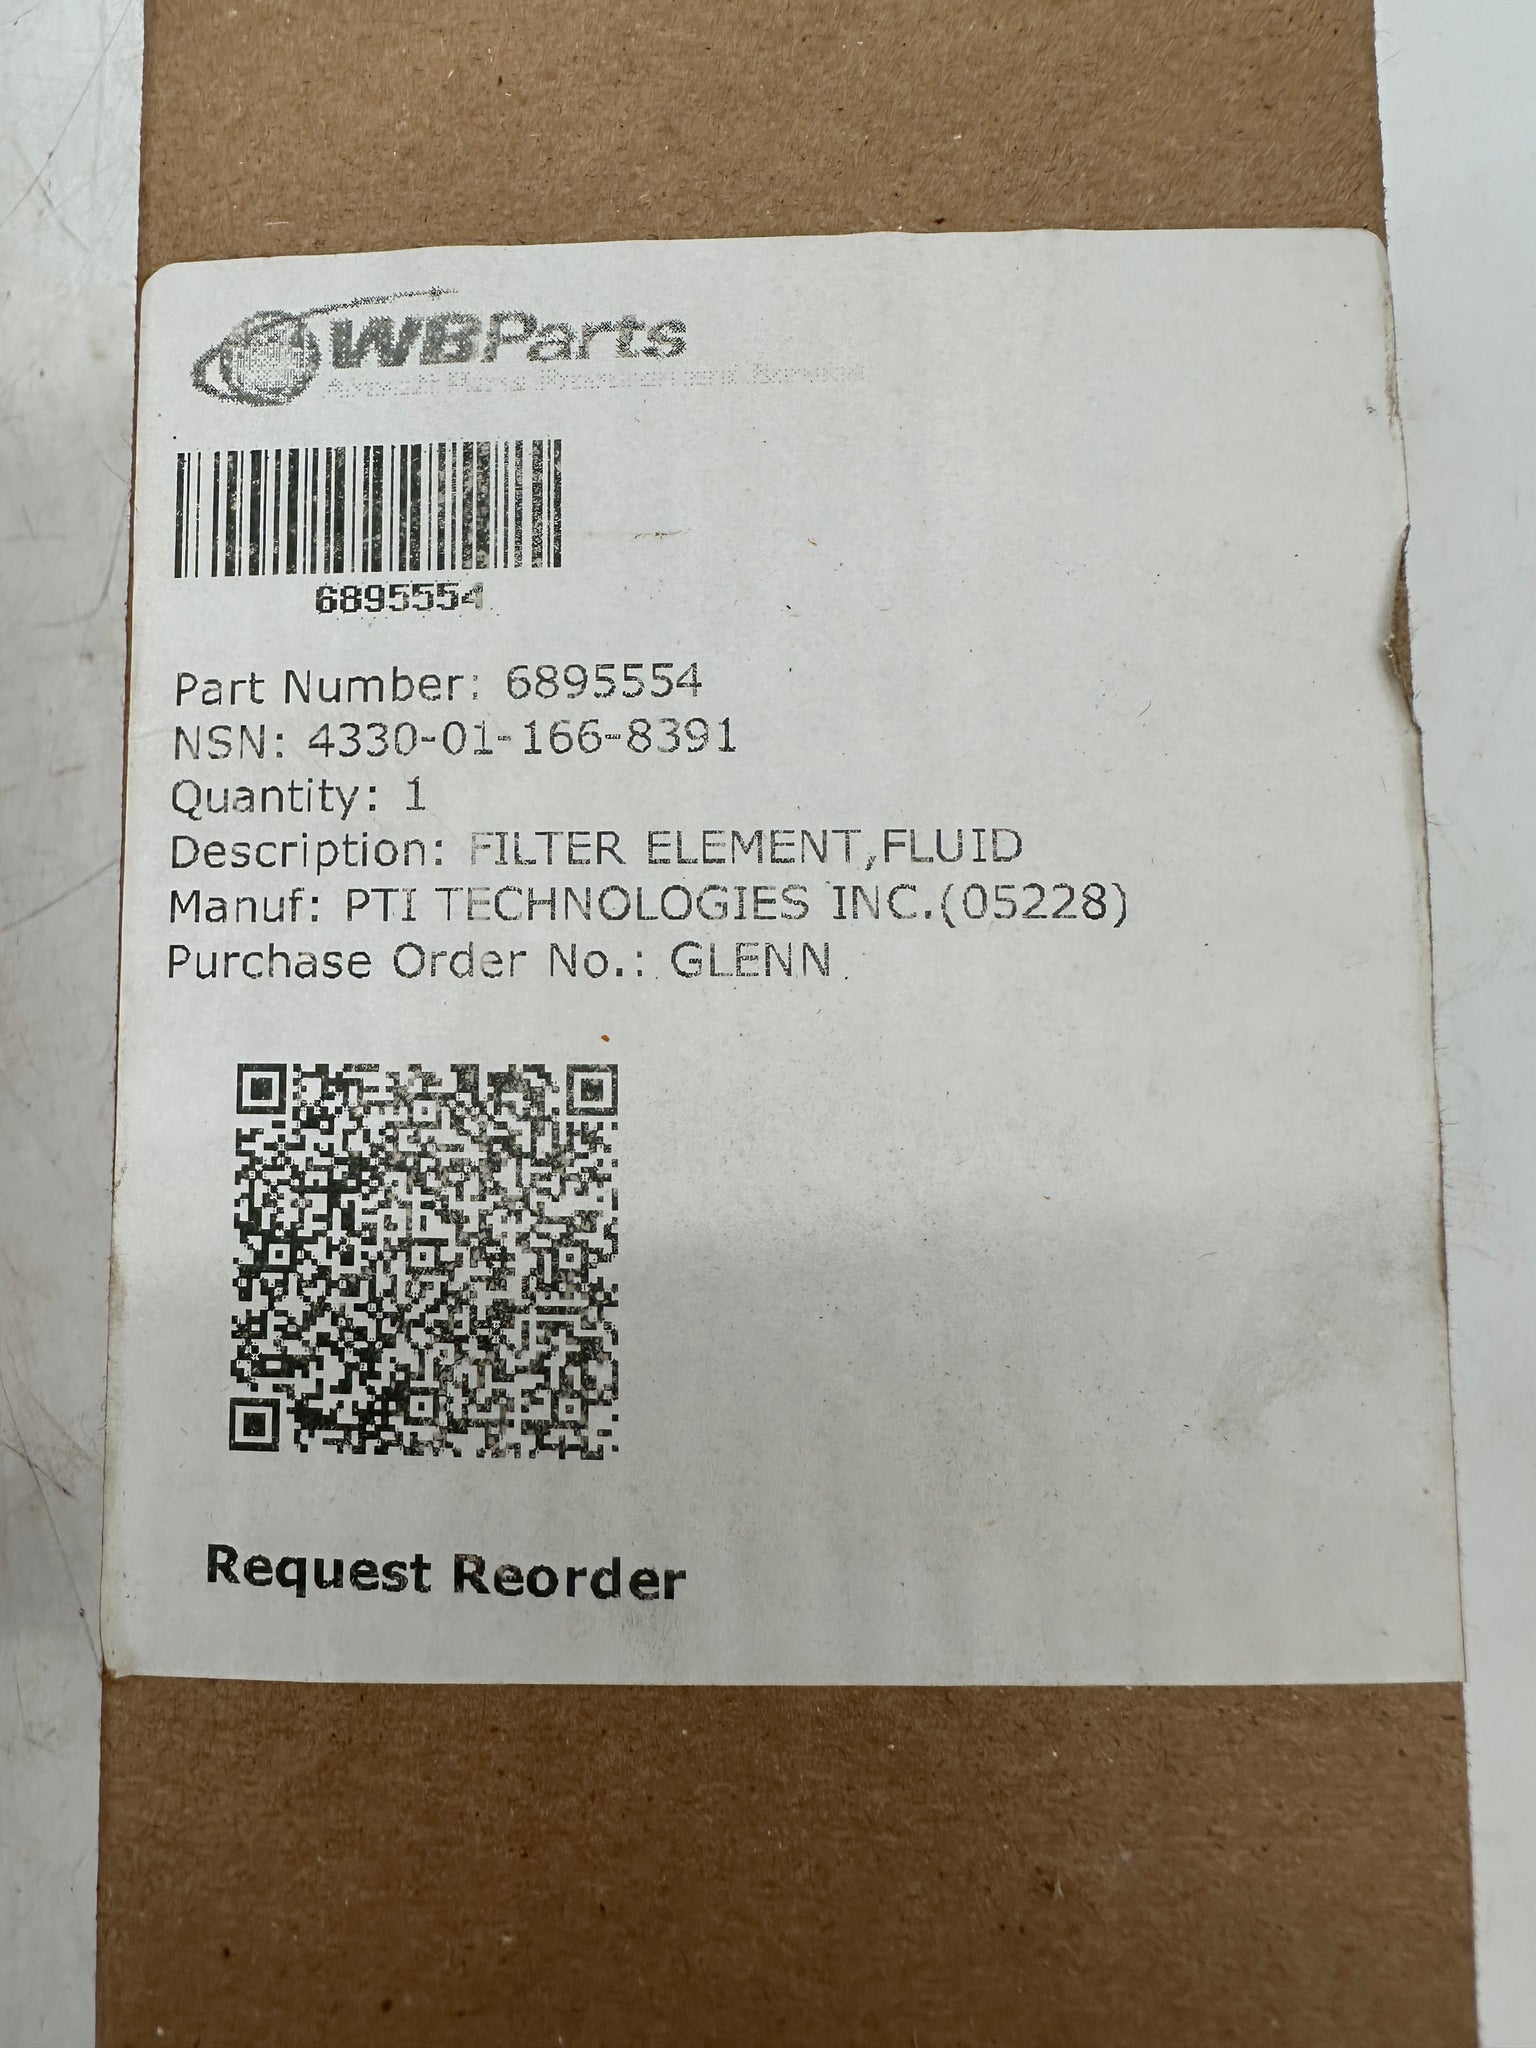 WBParts
6895554
Part Number: 6895554
NSN: 4330-01-166-8391
Quantity: 1
Description: FILTER ELEMENT,FLUID
Manuf: PTI TECHNOLOGIES INC.(05228)
Purchase Order No.: GLENN
Request Reorder